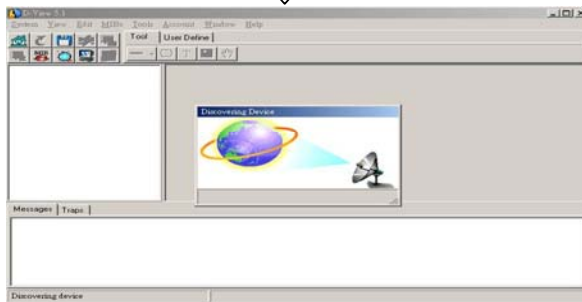 D-View 5.1
System View Edit MIBs Tools Account Window Help
Tool User Define
Discovering Device
Messages Traps
Discovering device